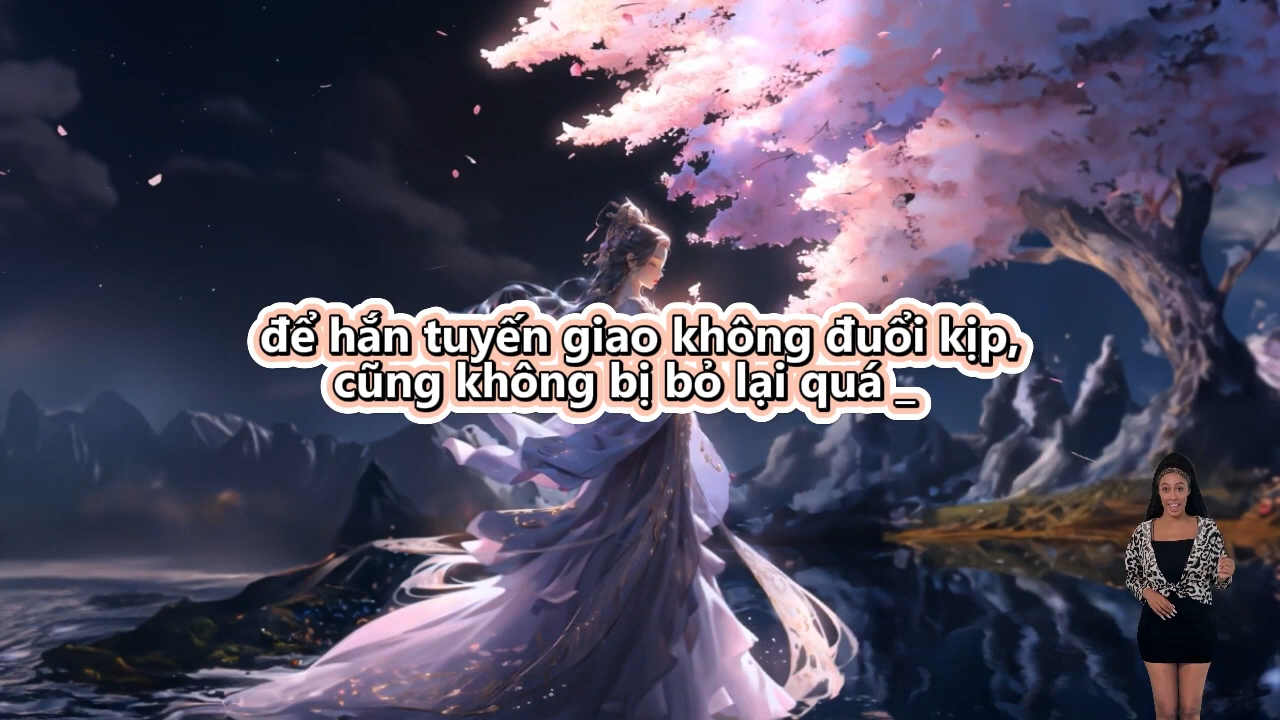 để hắn tuyến giao không đuổi kịp,
cũng không bị bỏ lại quá _